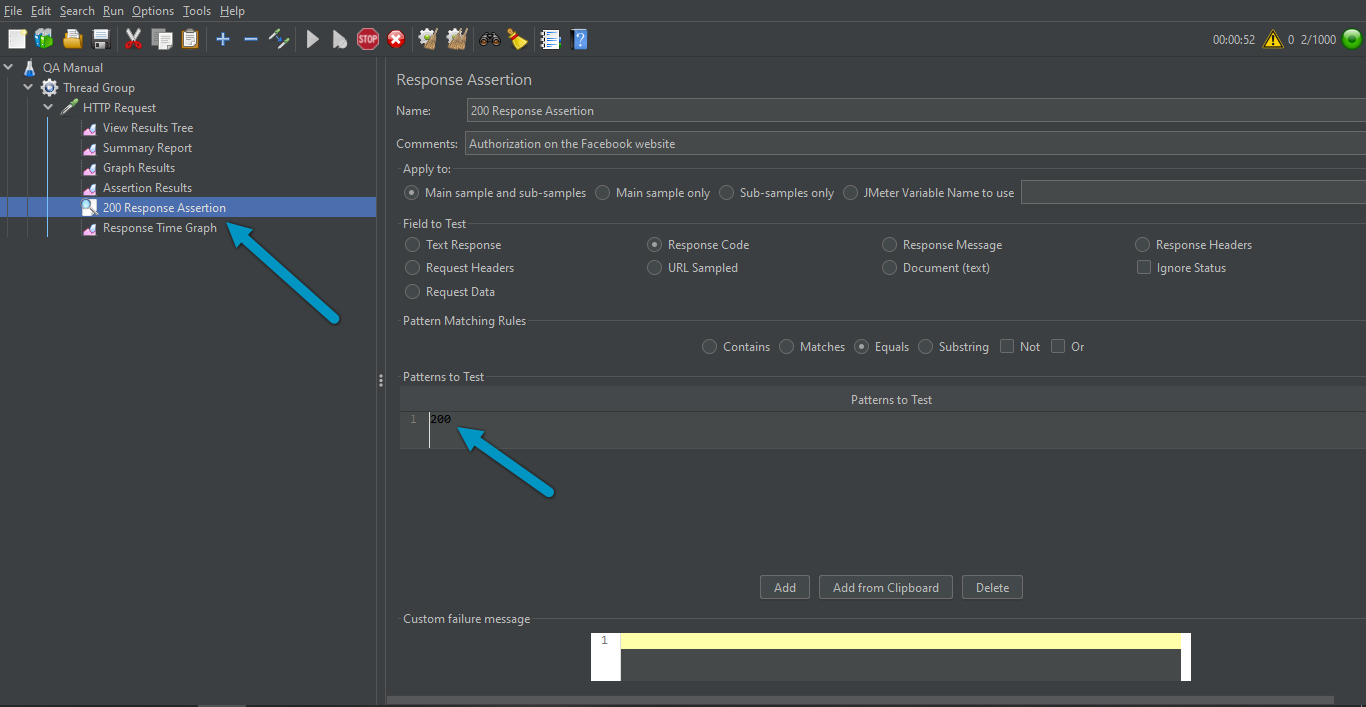 File Edit Search Run Options Tools Help
STOP 00:00:52 0 2/1000
QA Manual
Thread Group
HTTP Request
View Results Tree
Summary Report
Graph Results
Assertion Results
200 Response Assertion
Response Time Graph
Response Assertion
Name: 200 Response Assertion
Comments: Authorization on the Facebook website
Apply to:
Main sample and sub-samples Main sample only Sub-samples only JMeter Variable Name to use
Field to Test
Text Response Response Code Response Message Response Headers
Request Headers URL Sampled Document (text) Ignore Status
Request Data
Pattern Matching Rules
Contains Matches Equals Substring Not Or
Patterns to Test
Patterns to Test
1 200
Add Add from Clipboard Delete
Custom failure message
1